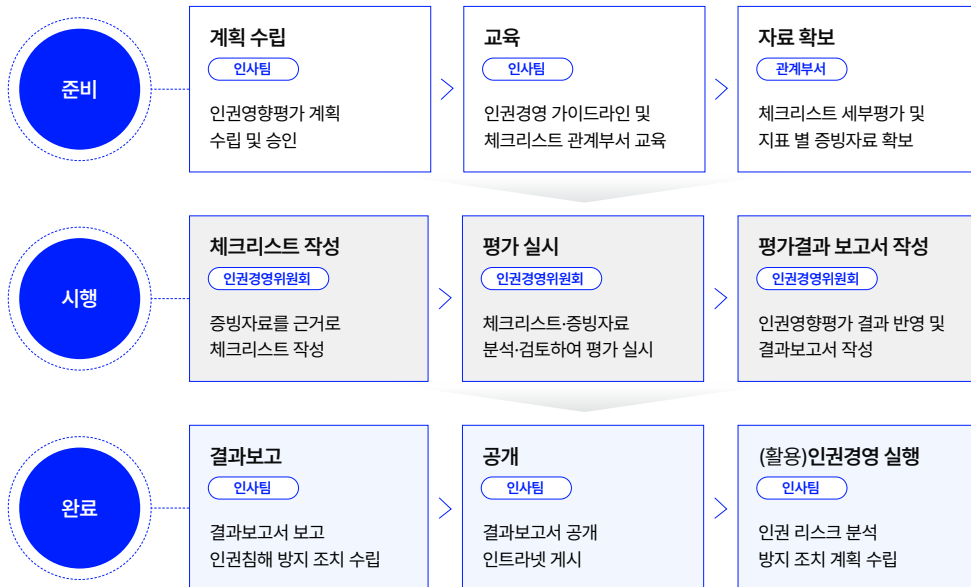 준비
계획 수립
인사팀
인권영향평가 계획
수립 및 승인
교육
인사팀
인권경영 가이드라인 및
체크리스트 관계부서 교육
자료 확보
관계부서
체크리스트 세부평가 및
지표 별 증빙자료 확보
시행
체크리스트 작성
인권경영위원회
증빙자료를 근거로
체크리스트 작성
평가 실시
인권경영위원회
체크리스트·증빙자료
분석·검토하여 평가 실시
평가결과 보고서 작성
인권경영위원회
인권영향평가 결과 반영 및
결과보고서 작성
완료
결과보고
인사팀
결과보고서 보고
인권침해 방지 조치 수립
공개
인사팀
결과보고서 공개
인트라넷 게시
(활용)인권경영 실행
인사팀
인권 리스크 분석
방지 조치 계획 수립